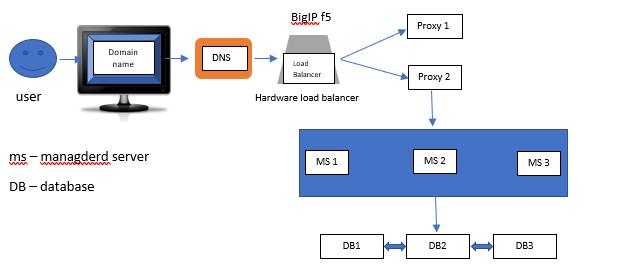 BigIP f5
Proxy 1
Domain
name
DNS
Load
Balancer
Proxy 2
user
Hardware load balancer
ms – managderd server
MS 1
MS 2
MS 3
DB – database
DB1
DB2
DB3